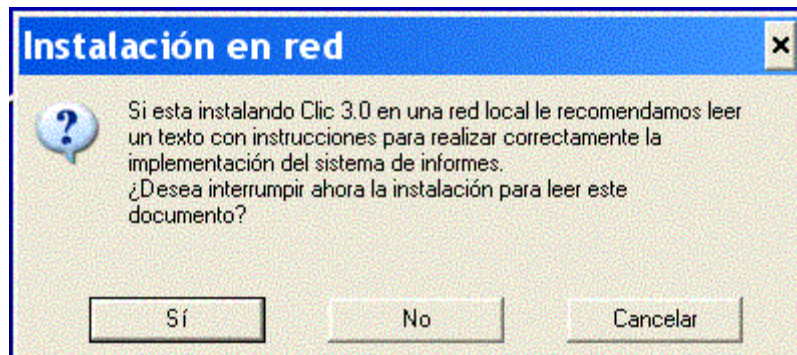 Instalación en red
Si esta instalando Clic 3.0 en una red local le recomendamos leer
un texto con instrucciones para realizar correctamente la
implementación del sistema de informes.
¿Desea interrumpir ahora la instalación para leer este
documento?
Sí No Cancelar